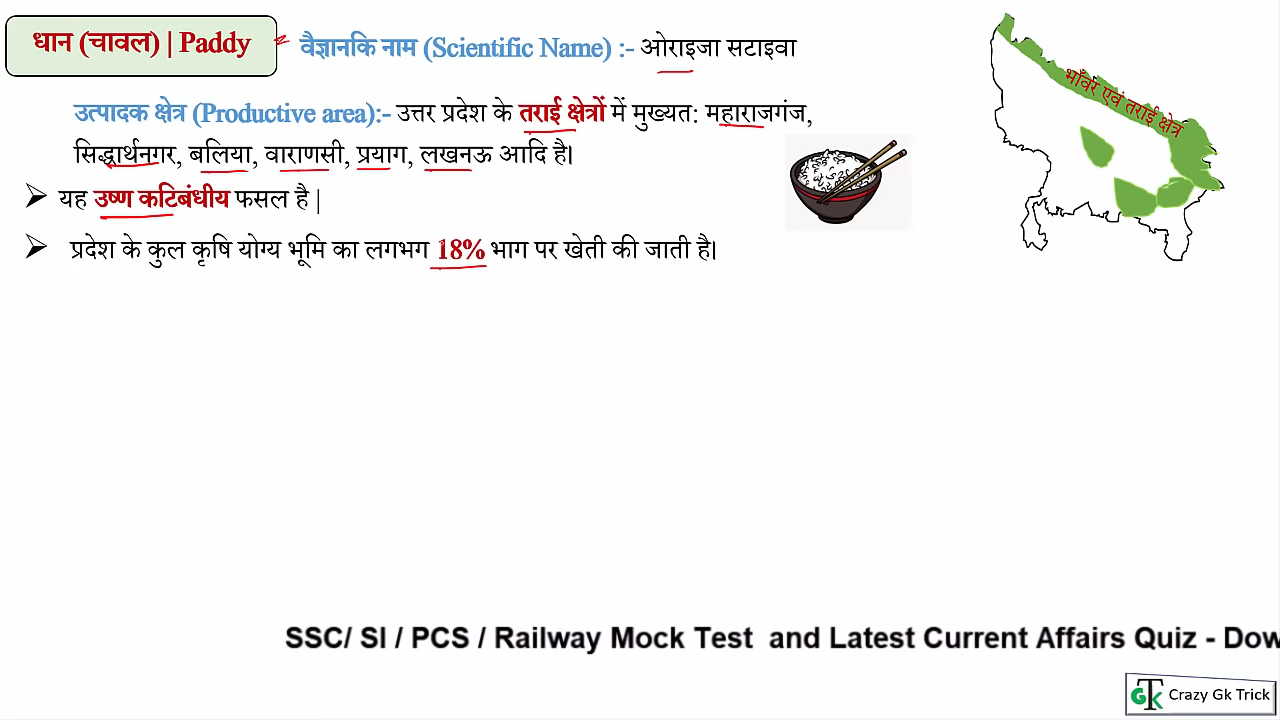 धान (चावल) | Paddy
वैज्ञानकि नाम (Scientific Name) :- ओराइजा सटाइवा
उत्पादक क्षेत्र (Productive area):- उत्तर प्रदेश के तराई क्षेत्रों में मुख्यत: महाराजगंज,
सिद्धार्थनगर, बलिया, वाराणसी, प्रयाग, लखनऊ आदि है।
यह उष्ण कटिबंधीय फसल है |
प्रदेश के कुल कृषि योग्य भूमि का लगभग 18% भाग पर खेती की जाती है।
भाँवर एवं तराई क्षेत्र
SSC/ SI / PCS / Railway Mock Test and Latest Current Affairs Quiz - Dow
GTK Crazy Gk Trick